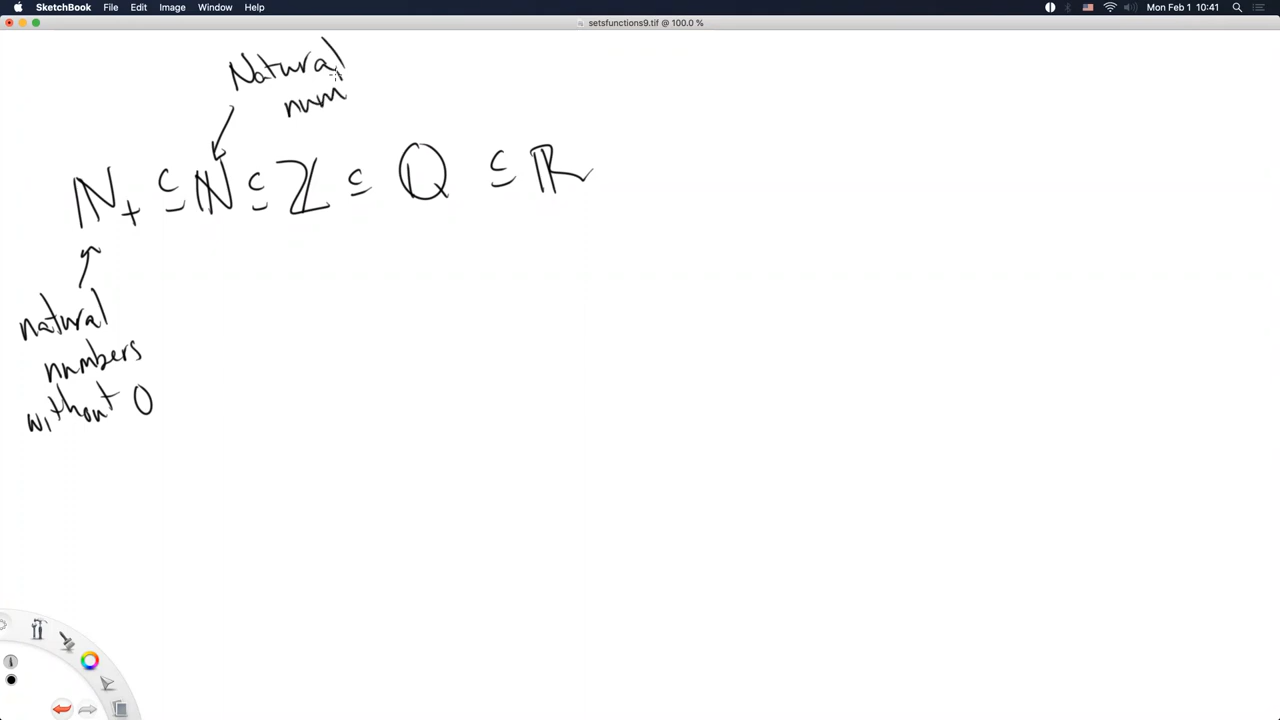 SketchBook File Edit Image Window Help Mon Feb 1 10:41
setsfunctions9.tif @ 100.0 %
Natural
num
ℕ₊ ⊆ ℕ ⊆ ℤ ⊆ ℚ ⊆ ℝ
natural
numbers
without 0